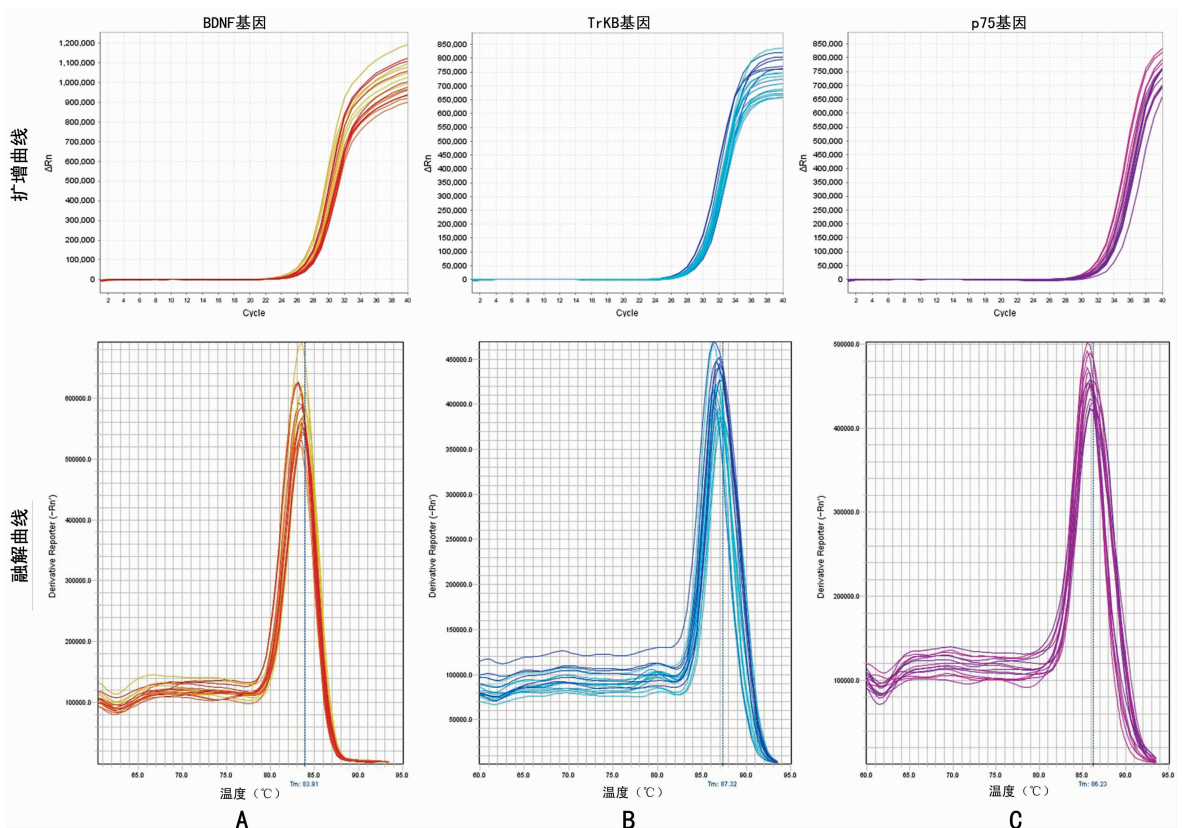 BDNF基因
TrKB基因
p75基因
扩增曲线
ΔRn
1,200,000
1,100,000
1,000,000
900,000
800,000
700,000
600,000
500,000
400,000
300,000
200,000
100,000
0
2 4 6 8 10 12 14 16 18 20 22 24 26 28 30 32 34 36 38 40
Cycle
ΔRn
850,000
800,000
750,000
700,000
650,000
600,000
550,000
500,000
450,000
400,000
350,000
300,000
250,000
200,000
150,000
100,000
50,000
0
2 4 6 8 10 12 14 16 18 20 22 24 26 28 30 32 34 36 38 40
Cycle
ΔRn
850,000
800,000
750,000
700,000
650,000
600,000
550,000
500,000
450,000
400,000
350,000
300,000
250,000
200,000
150,000
100,000
50,000
0
2 4 6 8 10 12 14 16 18 20 22 24 26 28 30 32 34 36 38 40
Cycle
融解曲线
Derivative Reporter (-Rn')
600000.0
500000.0
400000.0
300000.0
200000.0
100000.0
65.0 70.0 75.0 80.0 85.0 90.0 95.0
Tm: 83.91
温度（℃）
A
Derivative Reporter (-Rn')
450000.0
400000.0
350000.0
300000.0
250000.0
200000.0
150000.0
100000.0
50000.0
60.0 65.0 70.0 75.0 80.0 85.0 90.0 95.0
Tm: 87.32
温度（℃）
B
Derivative Reporter (-Rn')
500000.0
400000.0
300000.0
200000.0
100000.0
60.0 65.0 70.0 75.0 80.0 85.0 90.0 95.0
Tm: 86.23
温度（℃）
C